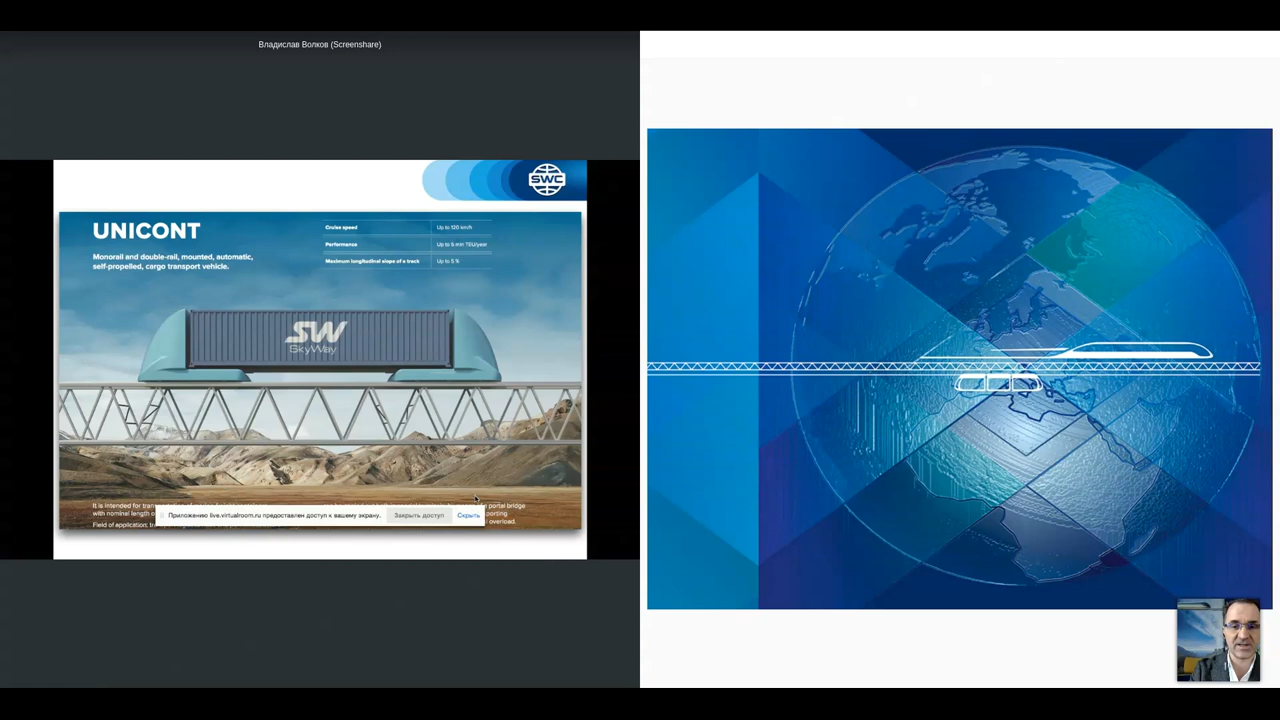 Владислав Волков (Screenshare)
SWC
UNICONT
Monorail and double-rail, mounted, automatic,
self-propelled, cargo transport vehicle.
Cruise speed Up to 120 km/h
Performance Up to 5 mln TEU/year
Maximum longitudinal slope of a track Up to 5 %
SW
SkyWay
It is intended for tran portal bridge
with nominal length porting
Field of application: overload.
Приложению live.virtualroom.ru предоставлен доступ к вашему экрану. Закрыть доступ Скрыть